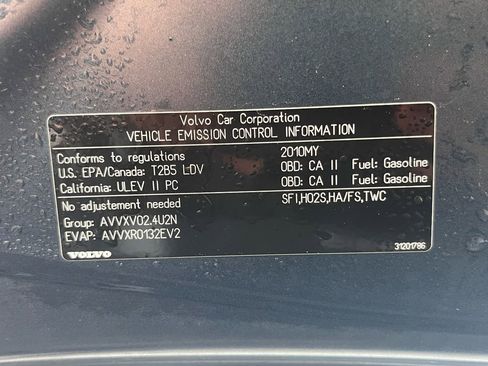 Volvo Car Corporation
VEHICLE EMISSION CONTROL INFORMATION
Conforms to regulations 2010MY
U.S. EPA/Canada: T2B5 LDV OBD: CA II Fuel: Gasoline
California: ULEV II PC OBD: CA II Fuel: Gasoline
No adjustement needed SFI,HO2S,HA/FS,TWC
Group: AVVXV02.4U2N
EVAP: AVVXR0132EV2
VOLVO 31201786